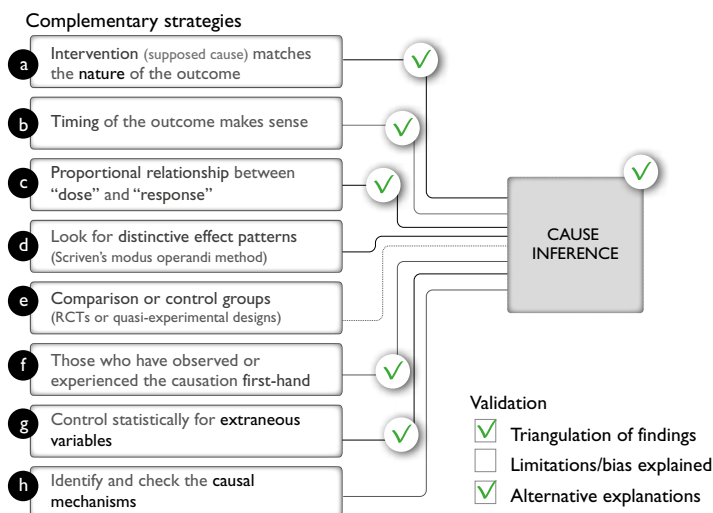 Complementary strategies
a
Intervention (supposed cause) matches
the nature of the outcome
b
Timing of the outcome makes sense
c
Proportional relationship between
“dose” and “response”
d
Look for distinctive effect patterns
(Scriven's modus operandi method)
e
Comparison or control groups
(RCTs or quasi-experimental designs)
f
Those who have observed or
experienced the causation first-hand
g
Control statistically for extraneous
variables
h
Identify and check the causal
mechanisms
CAUSE
INFERENCE
Validation
Triangulation of findings
Limitations/bias explained
Alternative explanations